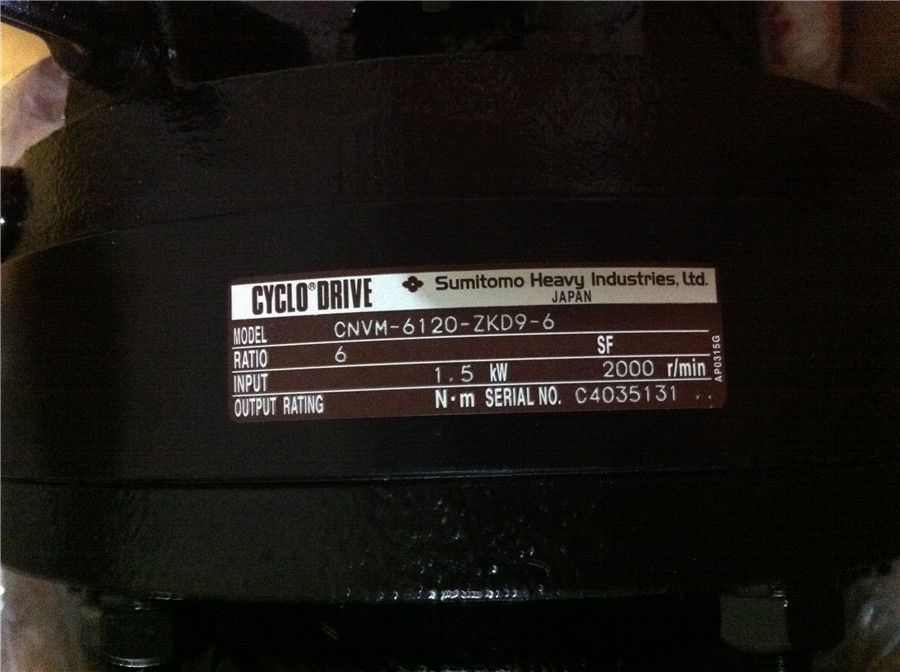 CYCLO® DRIVE Sumitomo Heavy Industries, Ltd.
JAPAN
MODEL CNVM-6120-ZKD9-6
RATIO 6 SF
INPUT 1.5 kW 2000 r/min
OUTPUT RATING N·m SERIAL NO. C4035131 ..
AP0315G